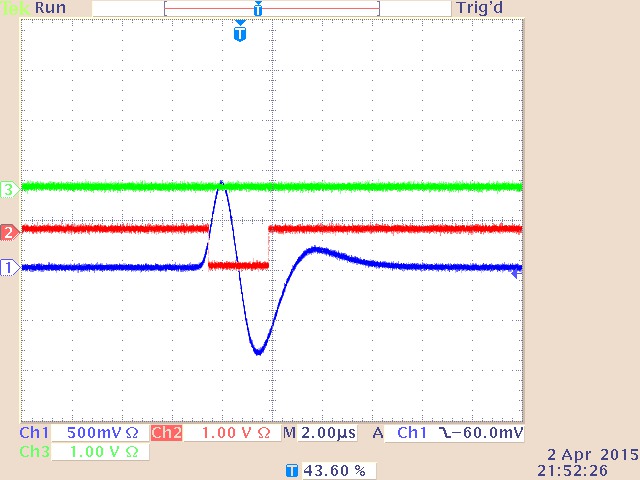 Tek Run Trig'd
T
T
3
2
1
Ch1 500mV Ω Ch2 1.00 V Ω M 2.00µs A Ch1 ㄟ −60.0mV
Ch3 1.00 V Ω
T 43.60 %
2 Apr 2015
21:52:26